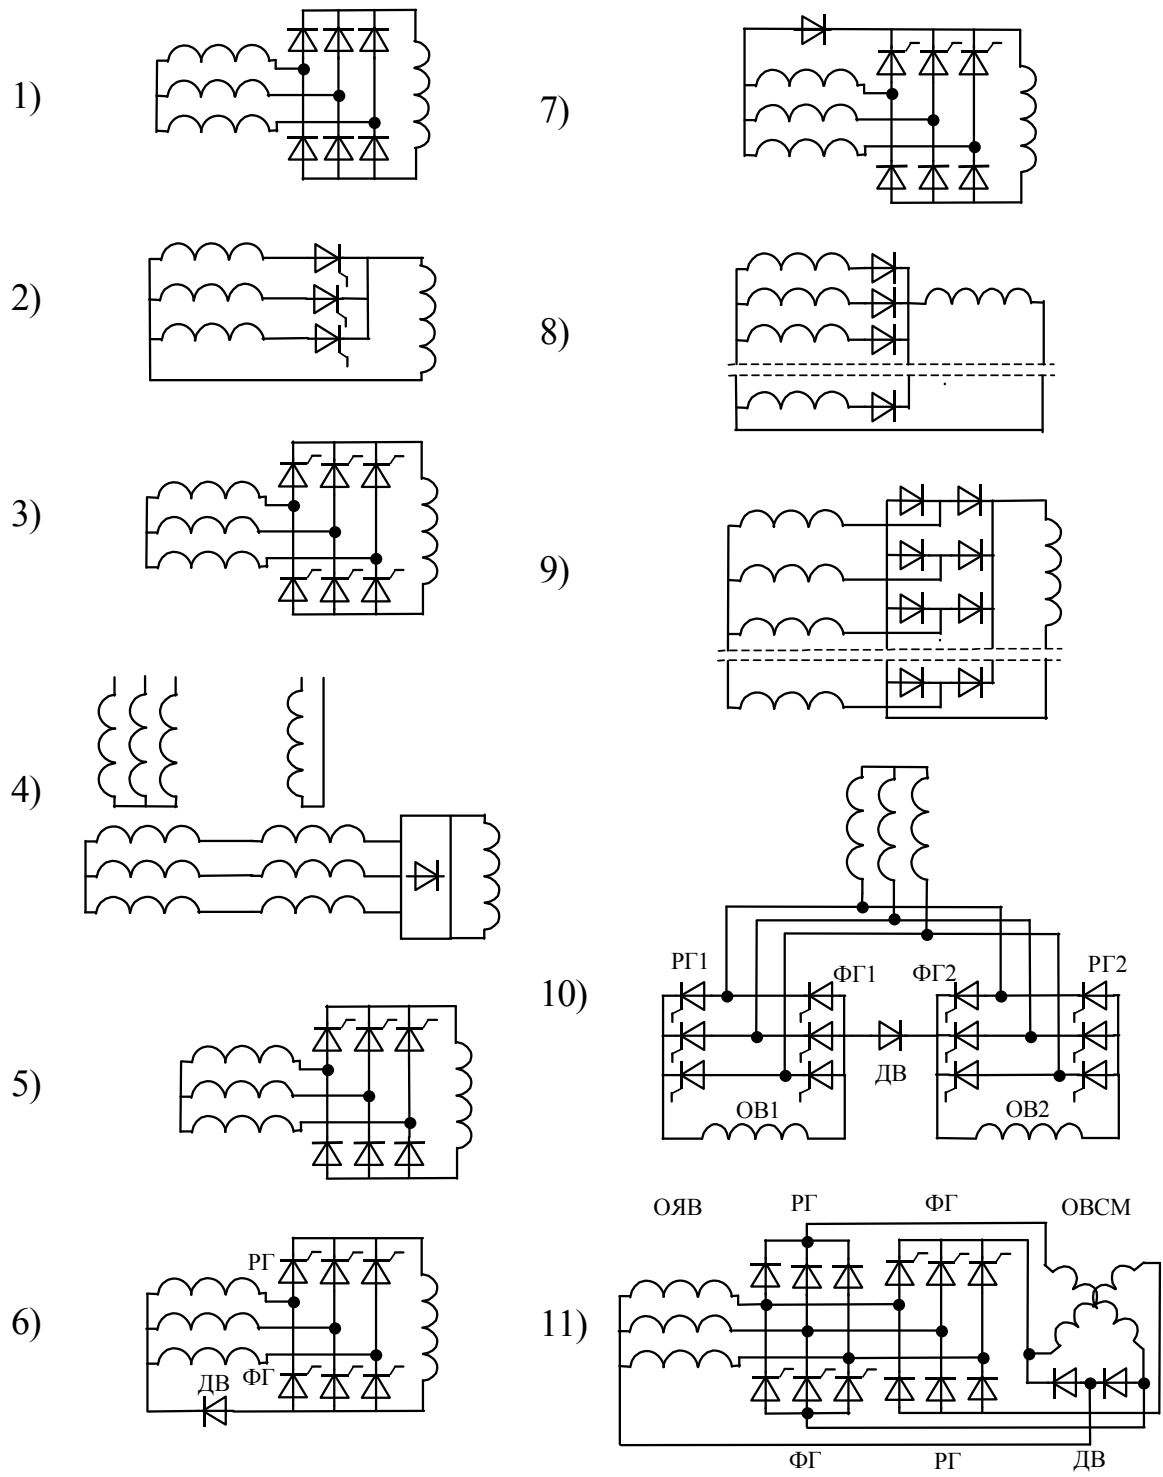 1)
2)
3)
4)
5)
6)
РГ
ФГ
ДВ
7)
8)
9)
10)
РГ1
ФГ1
ФГ2
РГ2
ДВ
ОВ1
ОВ2
11)
ОЯВ
РГ
ФГ
ОВСМ
ФГ
РГ
ДВ